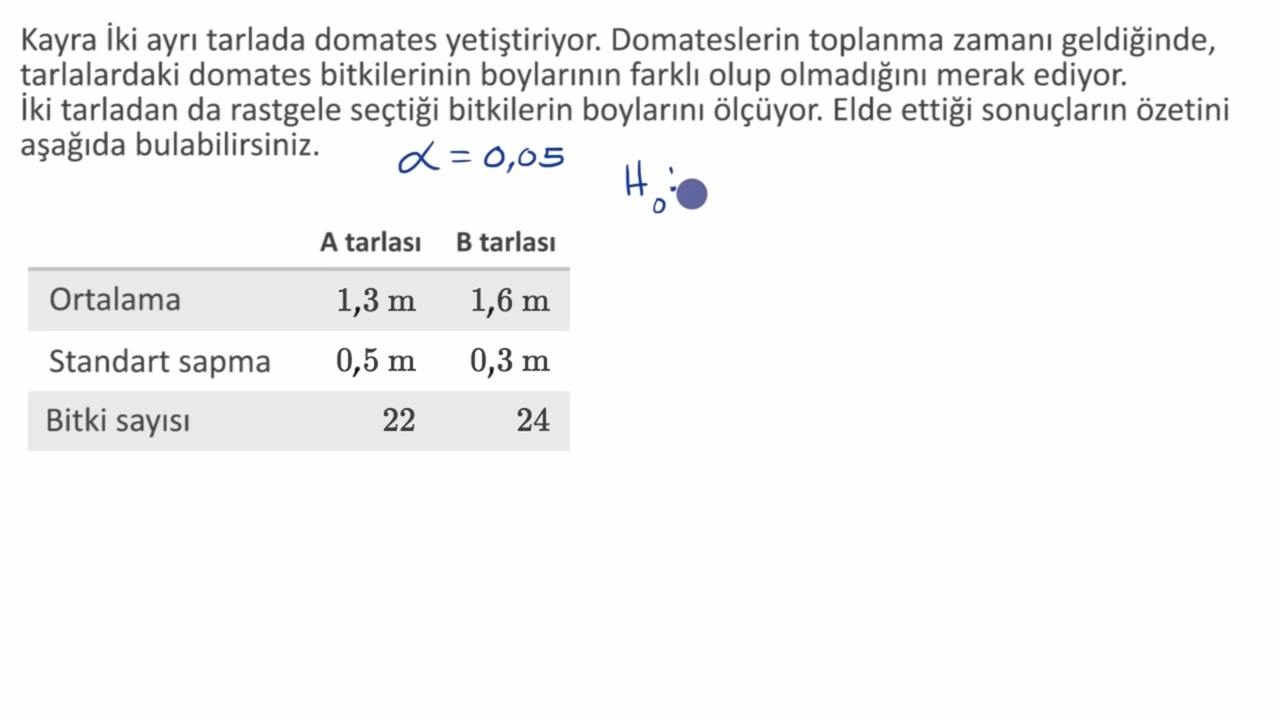 Kayra İki ayrı tarlada domates yetiştiriyor. Domateslerin toplanma zamanı geldiğinde,
tarlalardaki domates bitkilerinin boylarının farklı olup olmadığını merak ediyor.
İki tarladan da rastgele seçtiği bitkilerin boylarını ölçüyor. Elde ettiği sonuçların özetini
aşağıda bulabilirsiniz.
α = 0,05
H₀:
A tarlası B tarlası
Ortalama 1,3 m 1,6 m
Standart sapma 0,5 m 0,3 m
Bitki sayısı 22 24